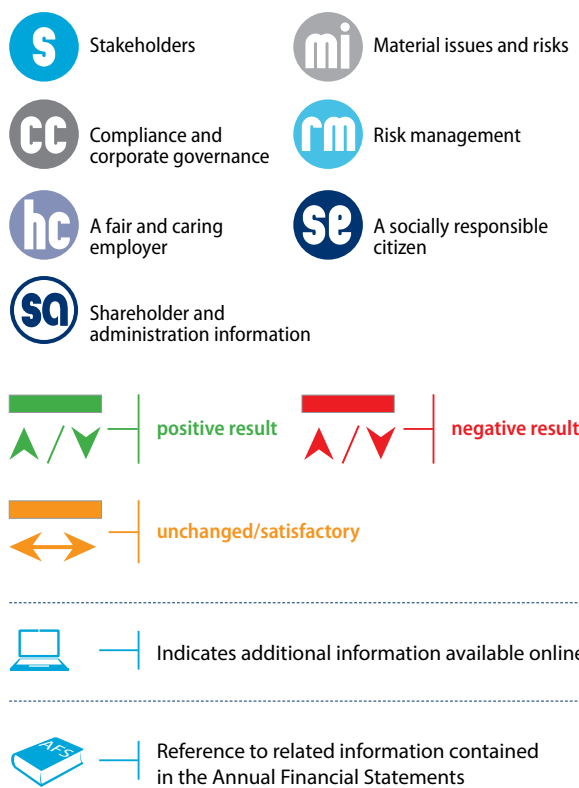 s
Stakeholders
mi
Material issues and risks
cc
Compliance and
corporate governance
rm
Risk management
hc
A fair and caring
employer
se
A socially responsible
citizen
sa
Shareholder and
administration information
positive result
negative result
unchanged/satisfactory
Indicates additional information available online
AFS
Reference to related information contained
in the Annual Financial Statements